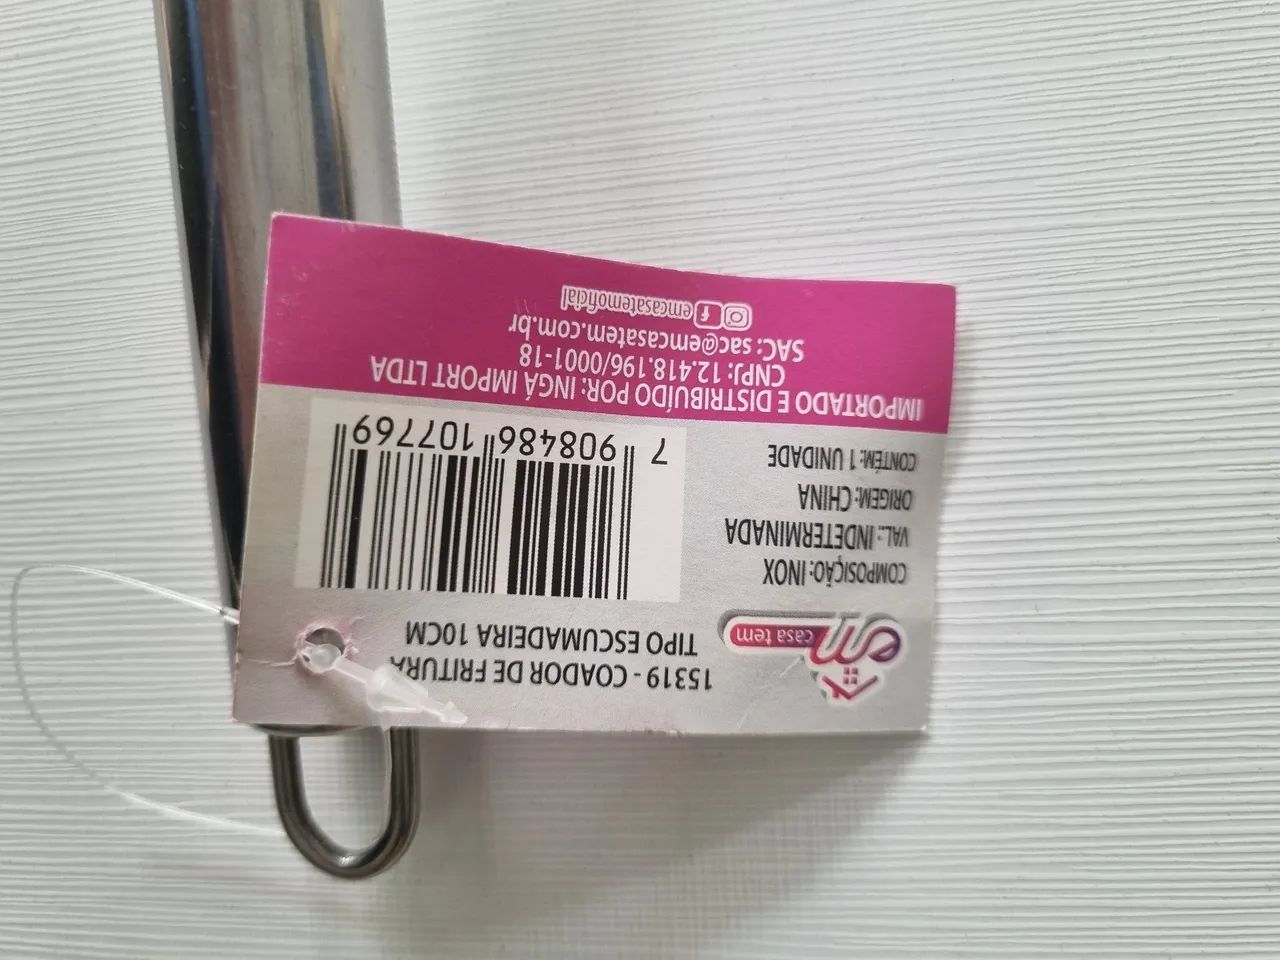 15319 - COADOR DE FRITURA
TIPO ESCUMADEIRA 10CM
em casa tem
COMPOSIÇÃO: INOX
VAL.: INDETERMINADA
ORIGEM: CHINA
CONTÉM: 1 UNIDADE
7 908486 107769
IMPORTADO E DISTRIBUÍDO POR: INGÁ IMPORT LTDA
CNPJ: 12.418.196/0001-18
SAC: sac@emcasatem.com.br
emcasatemoficial